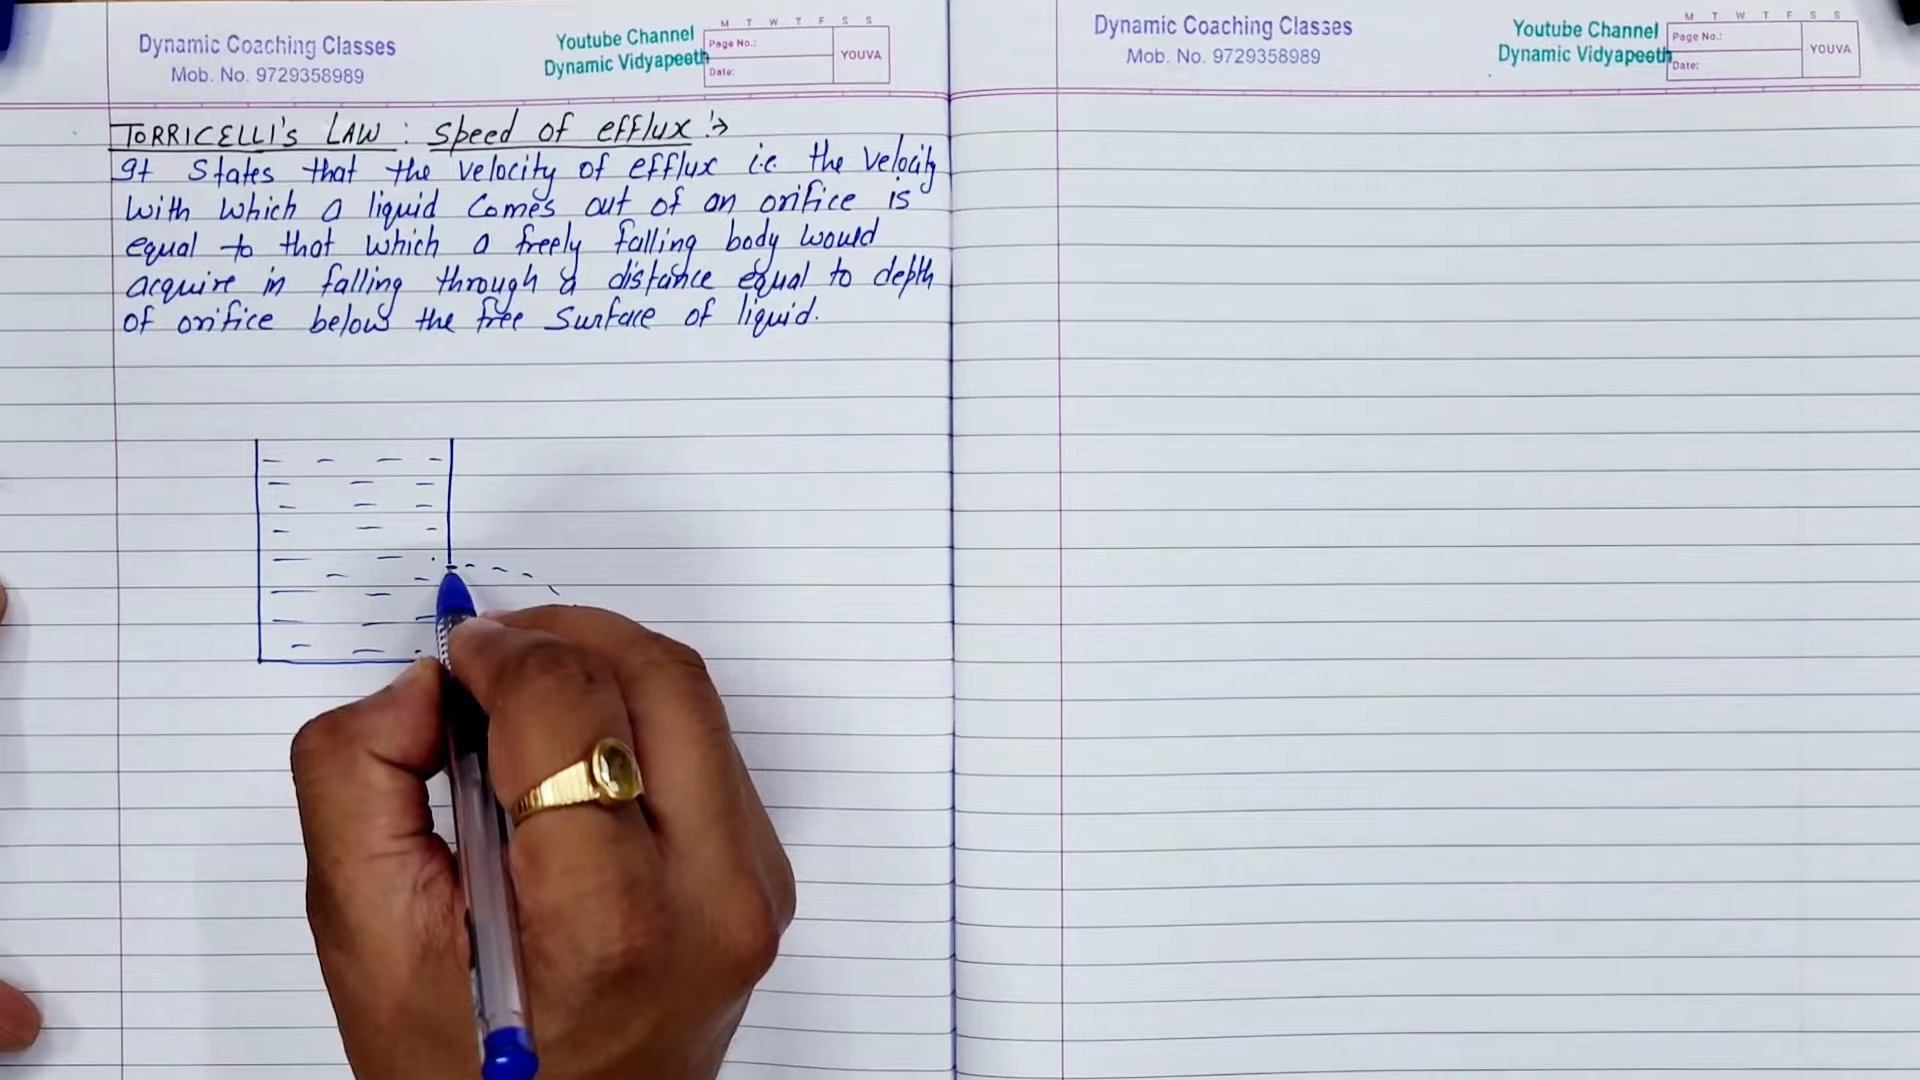 Dynamic Coaching Classes
Mob. No. 9729358989
Youtube Channel
Dynamic Vidyapeeth
M T W T F S S
Page No.:
Date:
YOUVA
TORRICELLI's LAW : Speed of efflux :→
It States that the velocity of efflux i.e. the velocity
with which a liquid comes out of an orifice is
equal to that which a freely falling body would
acquire in falling through a distance equal to depth
of orifice below the free surface of liquid.
Dynamic Coaching Classes
Mob. No. 9729358989
Youtube Channel
Dynamic Vidyapeeth
M T W T F S S
Page No.:
Date:
YOUVA